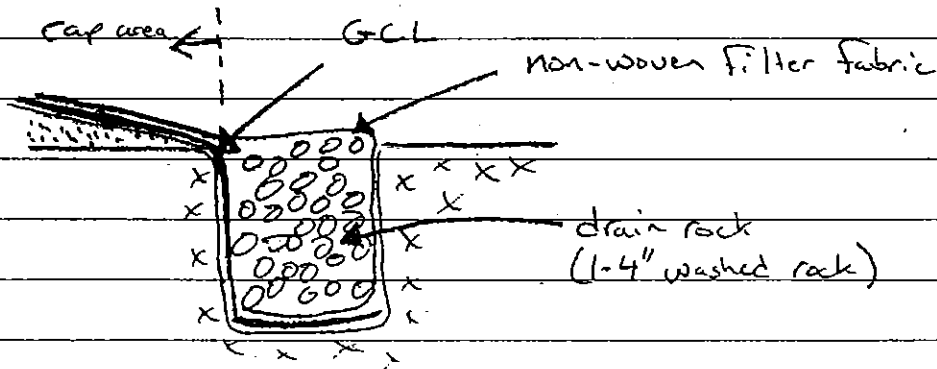 cap area
GCL
non-woven filter fabric
drain rock
(1-4" washed rock)